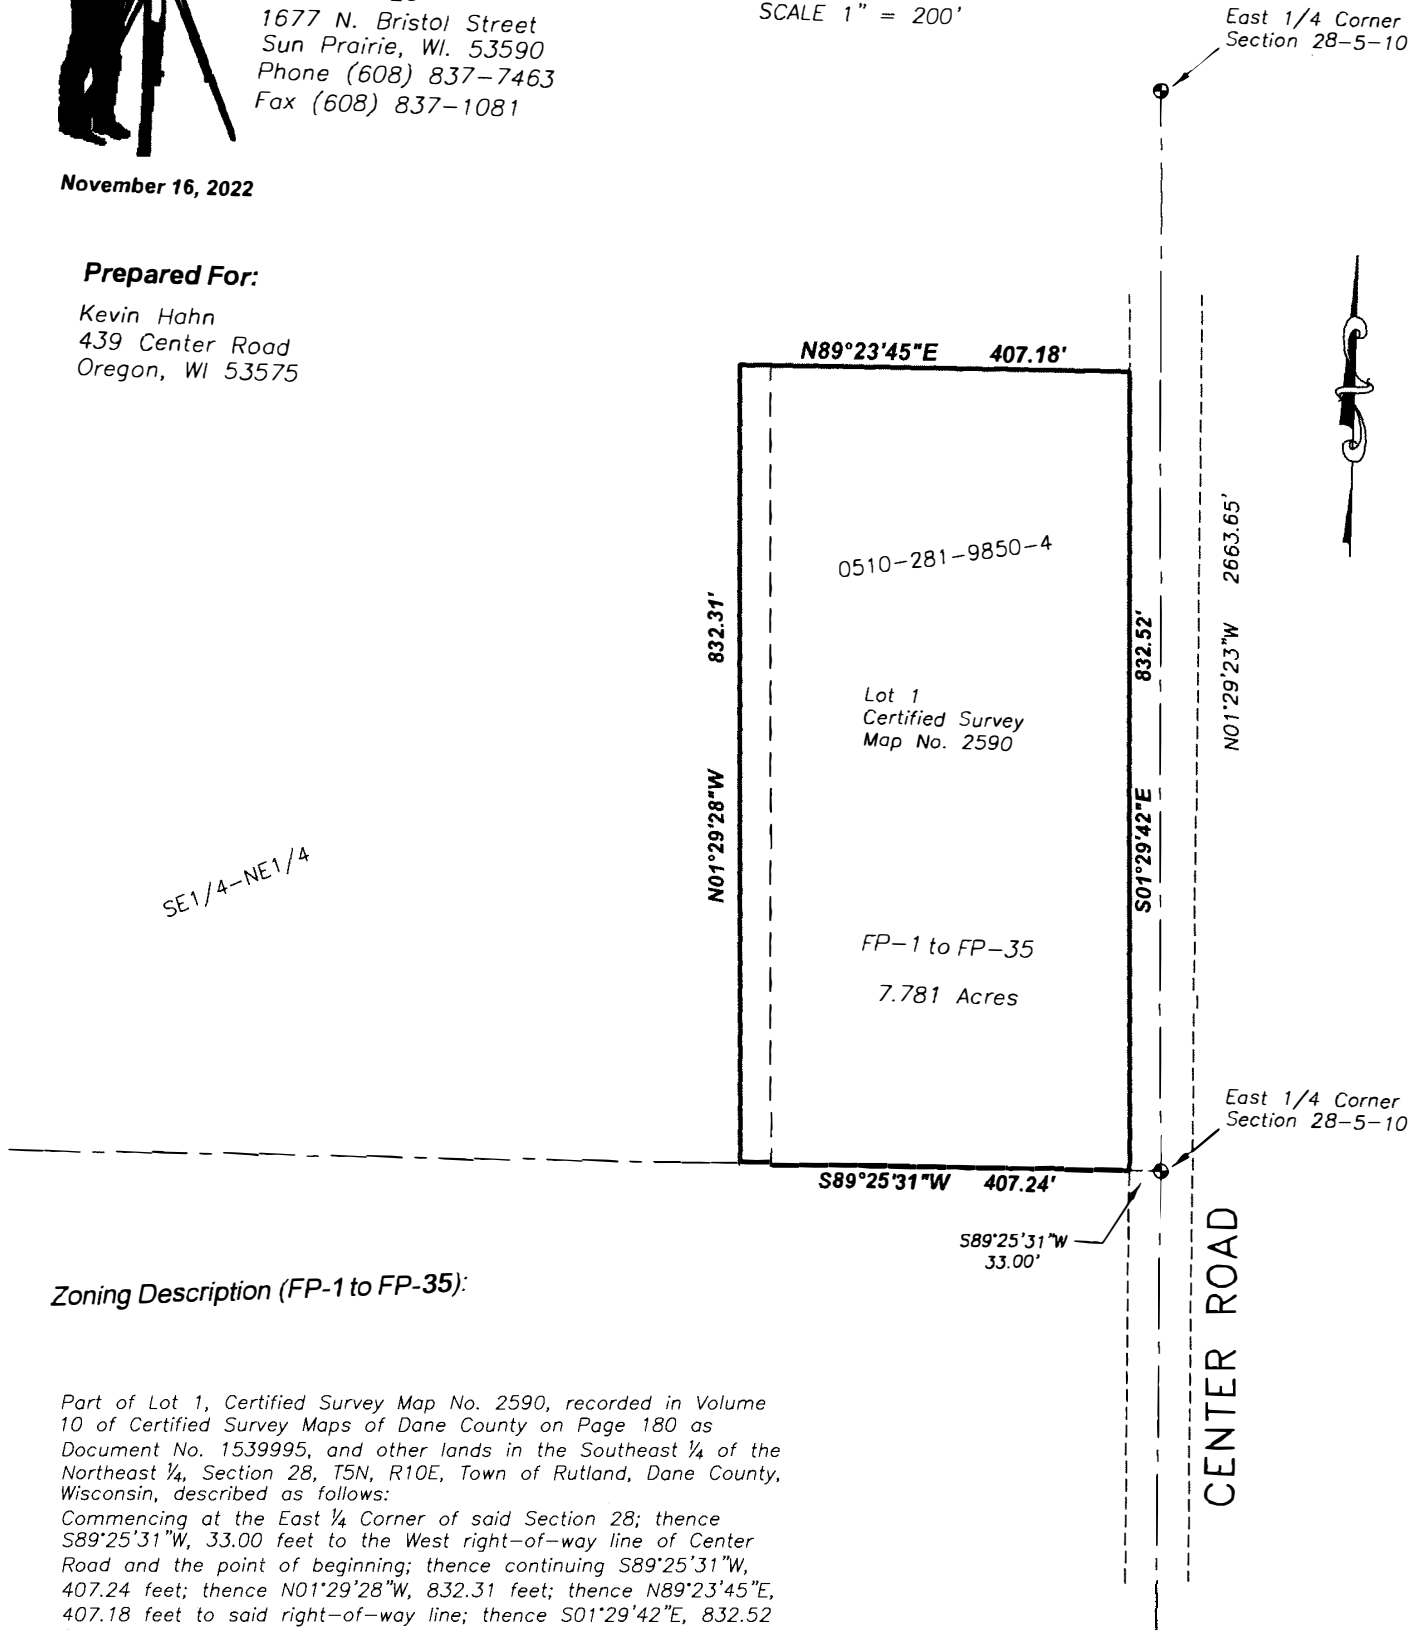 1677 N. Bristol Street
Sun Prairie, WI. 53590
Phone (608) 837-7463
Fax (608) 837-1081
SCALE 1" = 200'
East 1/4 Corner
Section 28-5-10
November 16, 2022
Prepared For:
Kevin Hahn
439 Center Road
Oregon, WI 53575
N89°23'45"E 407.18'
0510-281-9850-4
N01°29'28"W 832.31'
S01°29'42"E 832.52'
N01°29'23"W 2663.65'
Lot 1
Certified Survey
Map No. 2590
SE1/4-NE1/4
FP-1 to FP-35
7.781 Acres
East 1/4 Corner
Section 28-5-10
S89°25'31"W 407.24'
S89°25'31"W
33.00'
CENTER ROAD
Zoning Description (FP-1 to FP-35):
Part of Lot 1, Certified Survey Map No. 2590, recorded in Volume
10 of Certified Survey Maps of Dane County on Page 180 as
Document No. 1539995, and other lands in the Southeast ¼ of the
Northeast ¼, Section 28, T5N, R10E, Town of Rutland, Dane County,
Wisconsin, described as follows:
Commencing at the East ¼ Corner of said Section 28; thence
S89°25'31"W, 33.00 feet to the West right-of-way line of Center
Road and the point of beginning; thence continuing S89°25'31"W,
407.24 feet; thence N01°29'28"W, 832.31 feet; thence N89°23'45"E,
407.18 feet to said right-of-way line; thence S01°29'42"E, 832.52